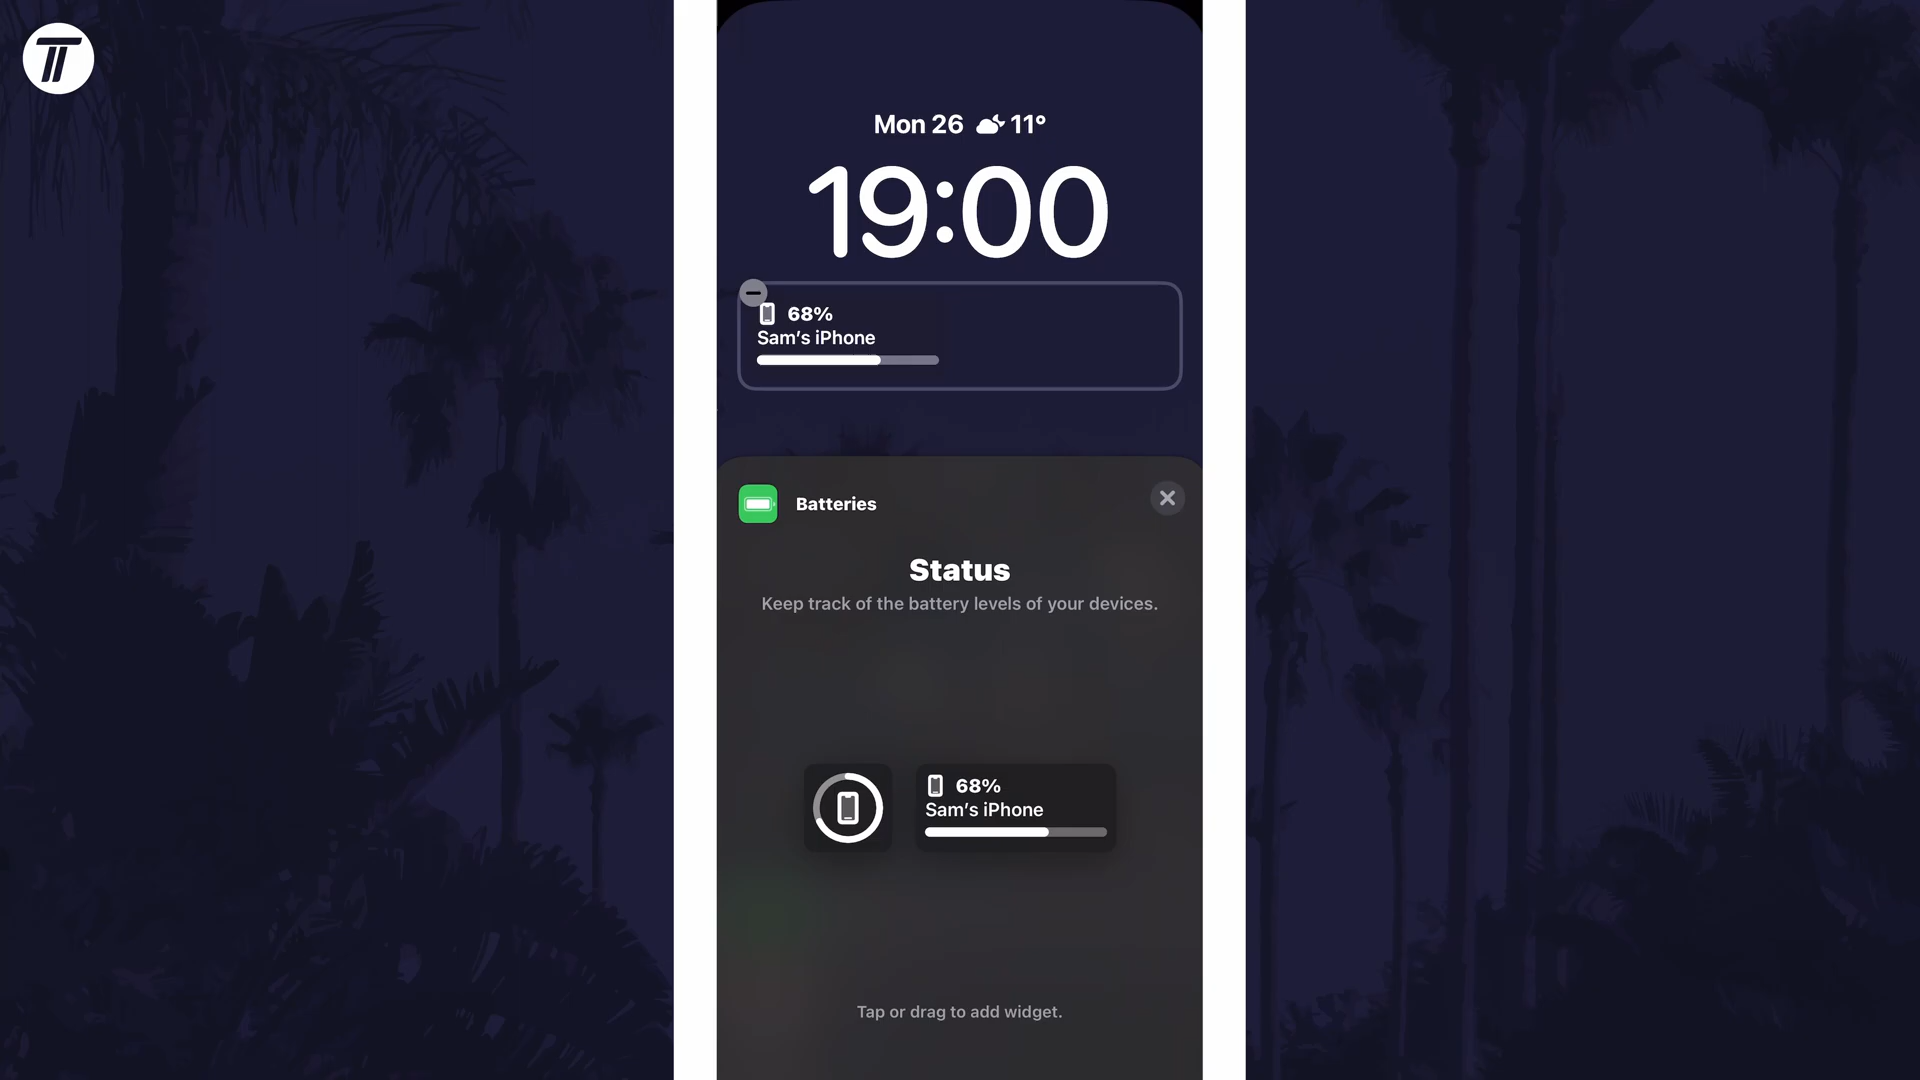 Mon 26 11°
19:00
68%
Sam's iPhone
Batteries
Status
Keep track of the battery levels of your devices.
68%
Sam's iPhone
Tap or drag to add widget.